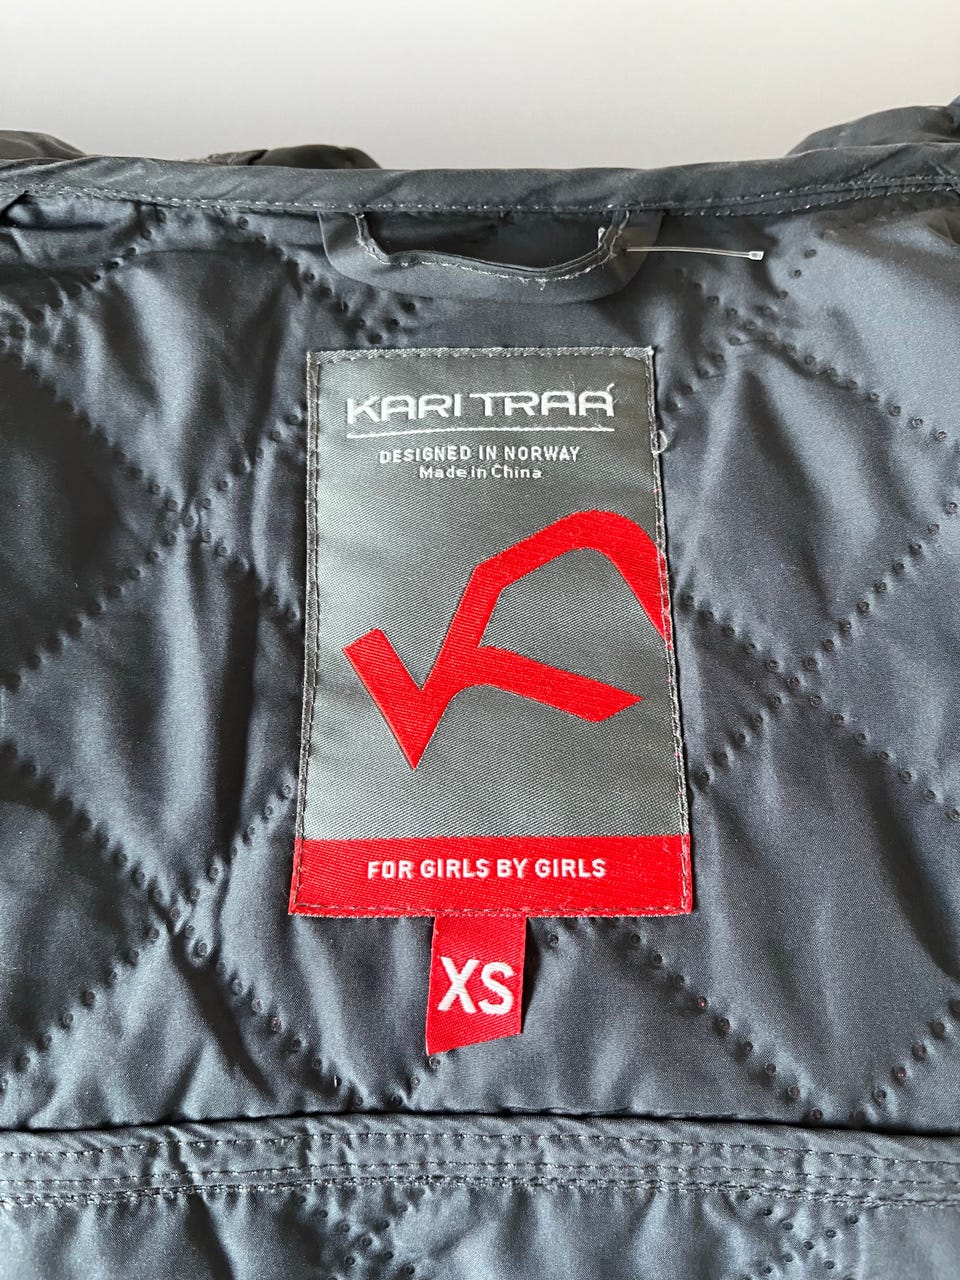 KARI TRAA
DESIGNED IN NORWAY
Made in China
FOR GIRLS BY GIRLS
XS